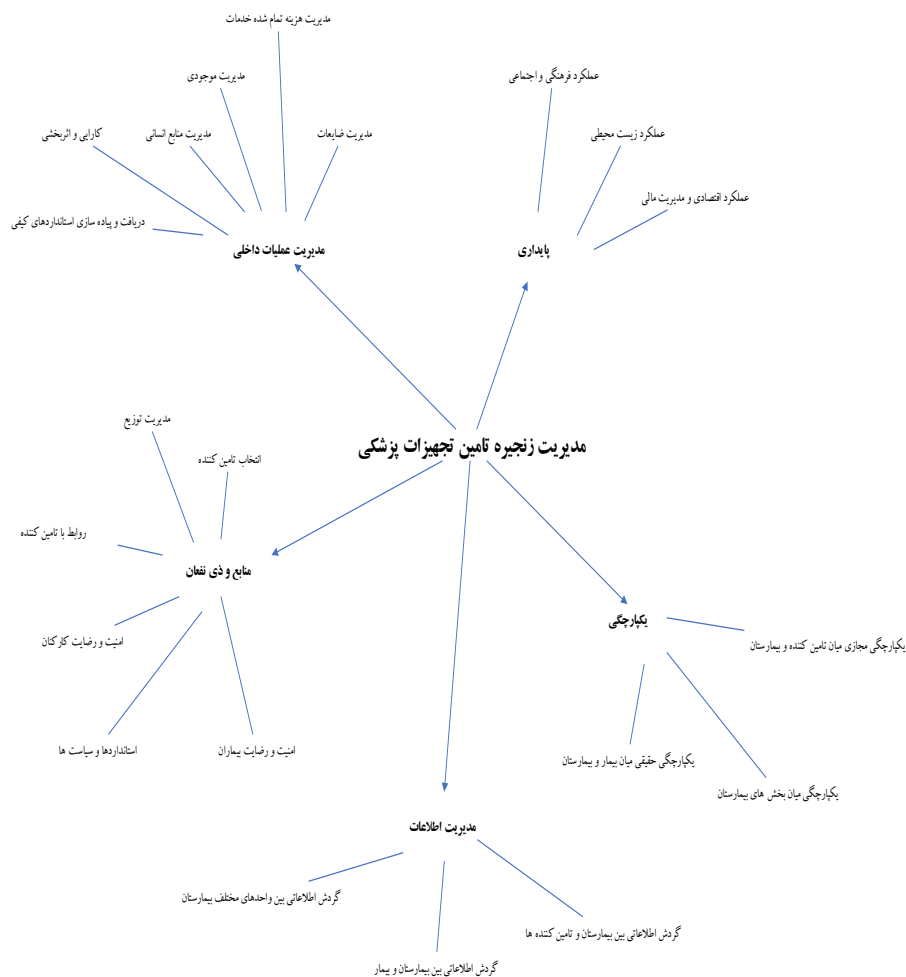 مدیریت هزینه تمام شده خدمات
مدیریت موجودی
عملکرد فرهنگی و اجتماعی
کارایی و اثربخشی
مدیریت منابع انسانی
مدیریت ضایعات
عملکرد زیست محیطی
عملکرد اقتصادی و مدیریت مالی
دریافت و پیاده سازی استانداردهای کیفی
مدیریت عملیات داخلی
پایداری
مدیریت توزیع
مدیریت زنجیره تامین تجهیزات پزشکی
انتخاب تامین کننده
روابط با تامین کننده
منابع و ذی نفعان
یکپارچگی
امنیت و رضایت کارکنان
یکپارچگی مجازی میان تامین کننده و بیمارستان
استانداردها و سیاست ها
امنیت و رضایت بیماران
یکپارچگی حقیقی میان بیمار و بیمارستان
یکپارچگی میان بخش های بیمارستان
مدیریت اطلاعات
گردش اطلاعاتی بین واحدهای مختلف بیمارستان
گردش اطلاعاتی بین بیمارستان و تامین کننده ها
گردش اطلاعاتی بین بیمارستان و بیمار